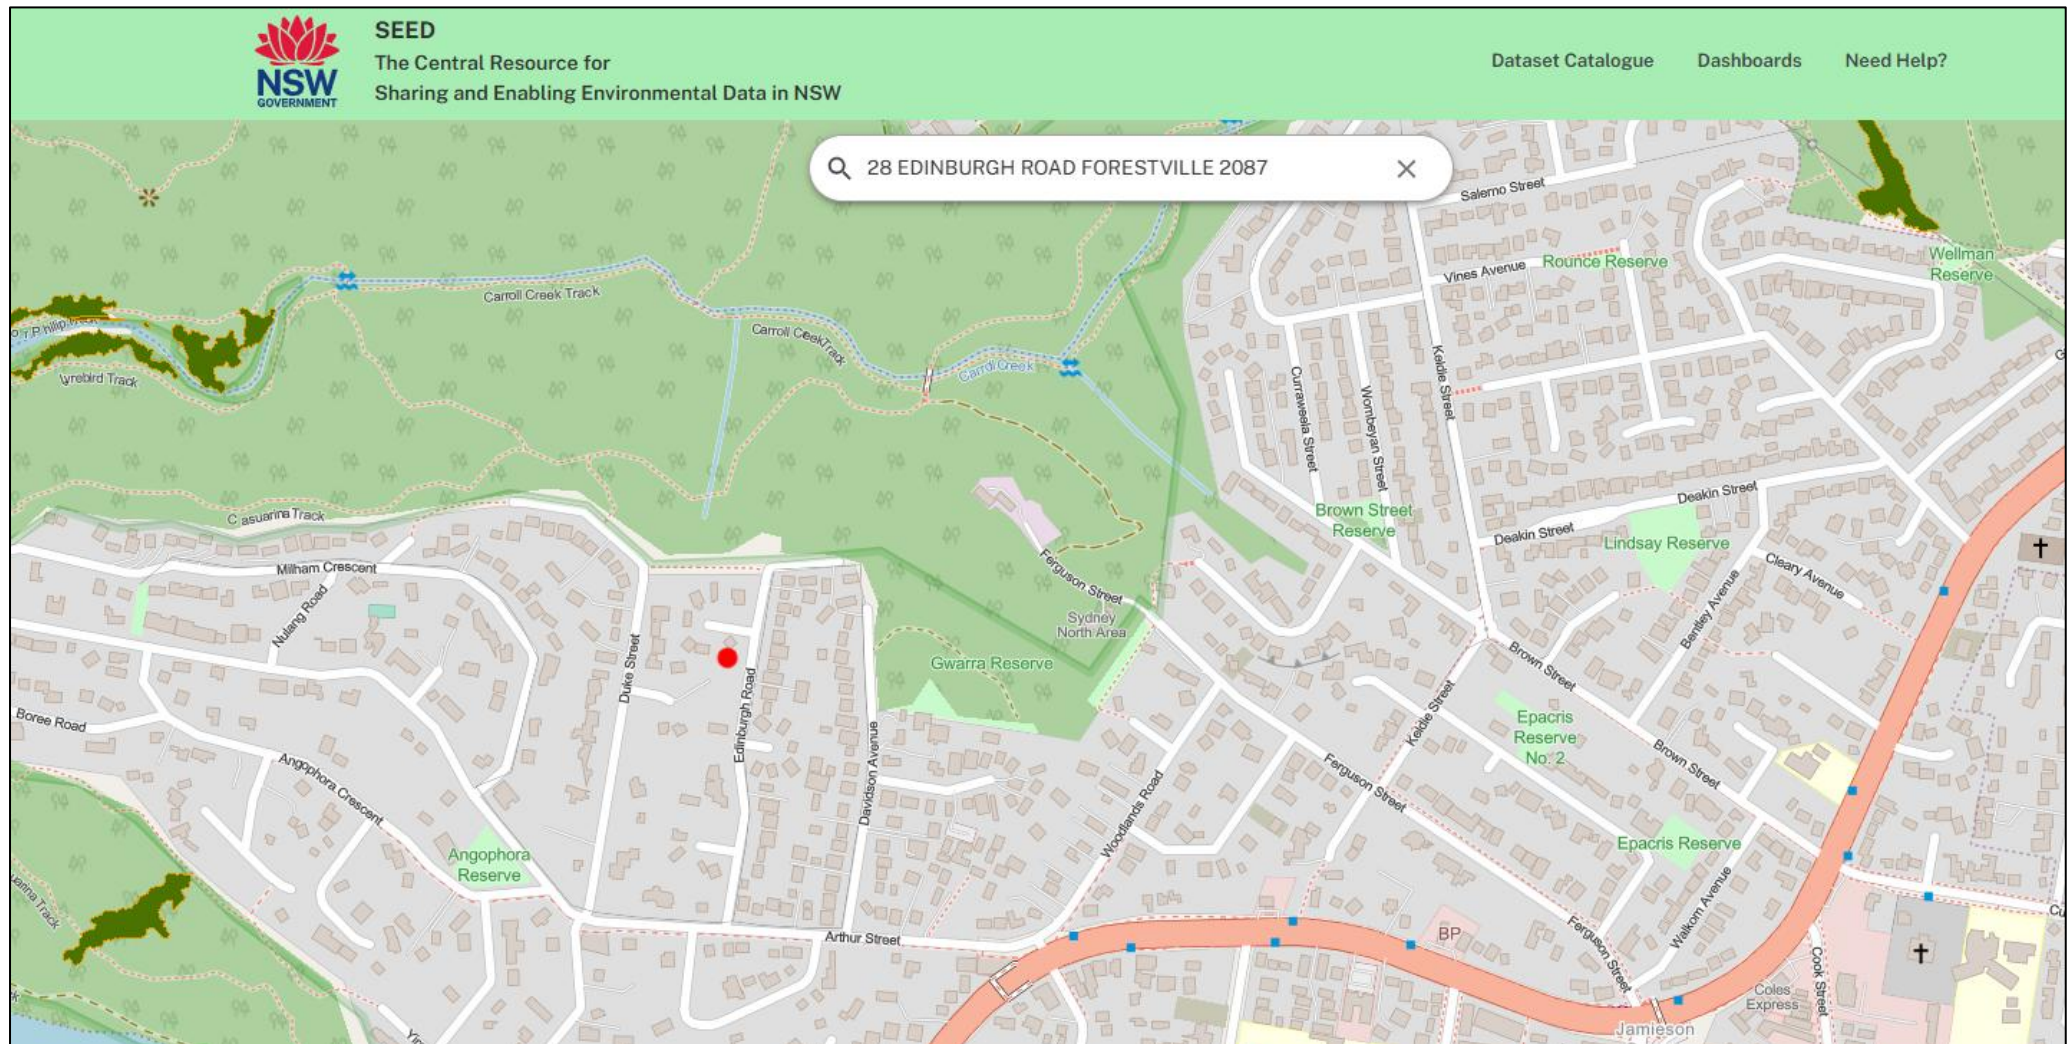 SEED
The Central Resource for
Sharing and Enabling Environmental Data in NSW
NSW
GOVERNMENT
Dataset Catalogue
Dashboards
Need Help?
28 EDINBURGH ROAD FORESTVILLE 2087
Salerno Street
Rounce Reserve
Vines Avenue
Wellman
Reserve
Carroll Creek Track
Carroll Creek Track
Carroll Creek
Lyrebird Track
Keldie Street
Curraweela Street
Wombeyan Street
Casuarina Track
Brown Street
Reserve
Deakin Street
Deakin Street
Lindsay Reserve
Cleary Avenue
Milham Crescent
Nulang Road
Ferguson Street
Sydney
North Area
Bentley Avenue
Gwarra Reserve
Duke Street
Edinburgh Road
Brown Street
Boree Road
Keldie Street
Epacris
Reserve
No. 2
Brown Street
Angophora Crescent
Davidson Avenue
Woodlands Road
Ferguson Street
Epacris Reserve
Angophora
Reserve
Walkom Avenue
Arthur Street
BP
Ferguson Street
Cook Street
Coles
Express
Jamieson